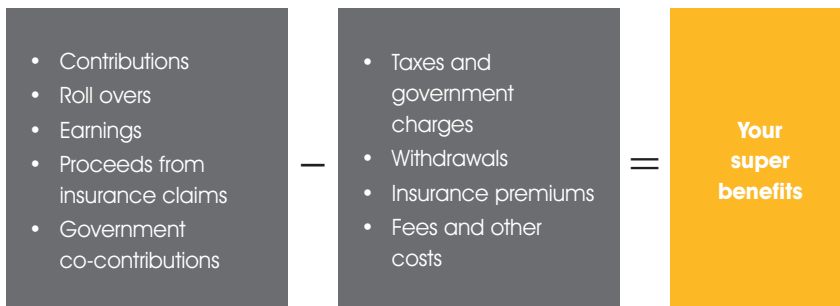 • Contributions
• Roll overs
• Earnings
• Proceeds from
insurance claims
• Government
co-contributions
–
• Taxes and
government
charges
• Withdrawals
• Insurance premiums
• Fees and other
costs
=
Your
super
benefits